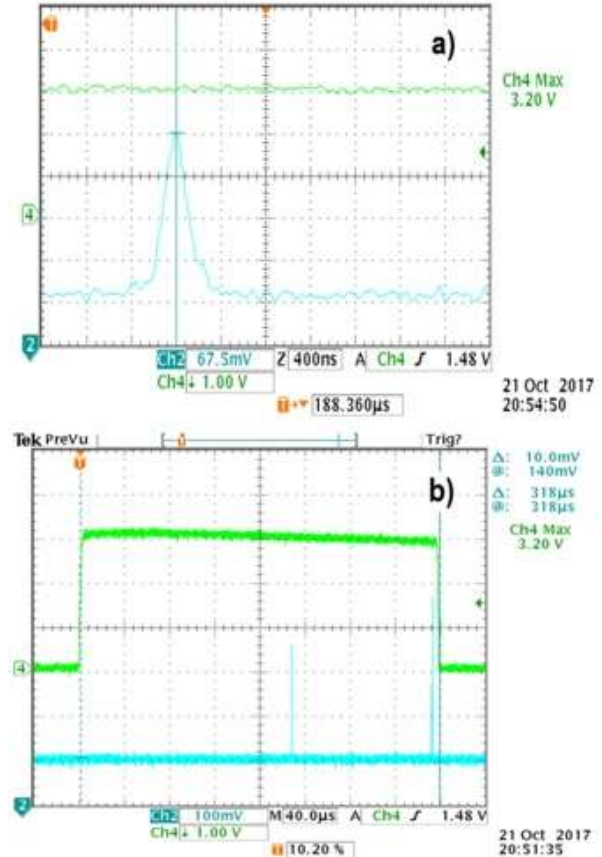 a)
Ch4 Max
3.20 V
4
2
Ch2 67.5mV Z 400ns A Ch4 ƒ 1.48 V
Ch4 ↓ 1.00 V
188.360µs
21 Oct 2017
20:54:50
Tek PreVu Trig?
b)
Δ: 10.0mV
@: 140mV
Δ: 318µs
@: 318µs
Ch4 Max
3.20 V
4
2
Ch2 100mV M 40.0µs A Ch4 ƒ 1.48 V
Ch4 ↓ 1.00 V
10.20 %
21 Oct 2017
20:51:35